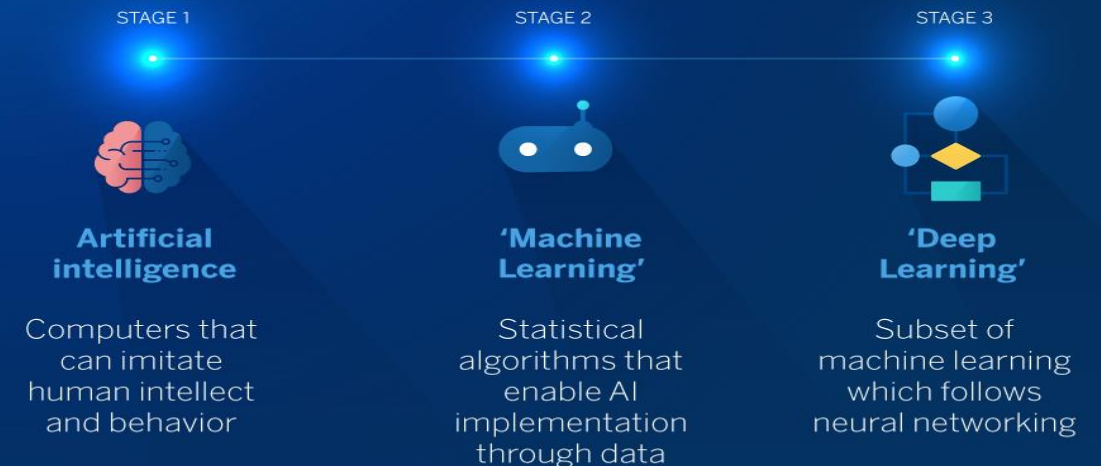 STAGE 1
Artificial
intelligence
Computers that
can imitate
human intellect
and behavior
STAGE 2
‘Machine
Learning’
Statistical
algorithms that
enable AI
implementation
through data
STAGE 3
‘Deep
Learning’
Subset of
machine learning
which follows
neural networking